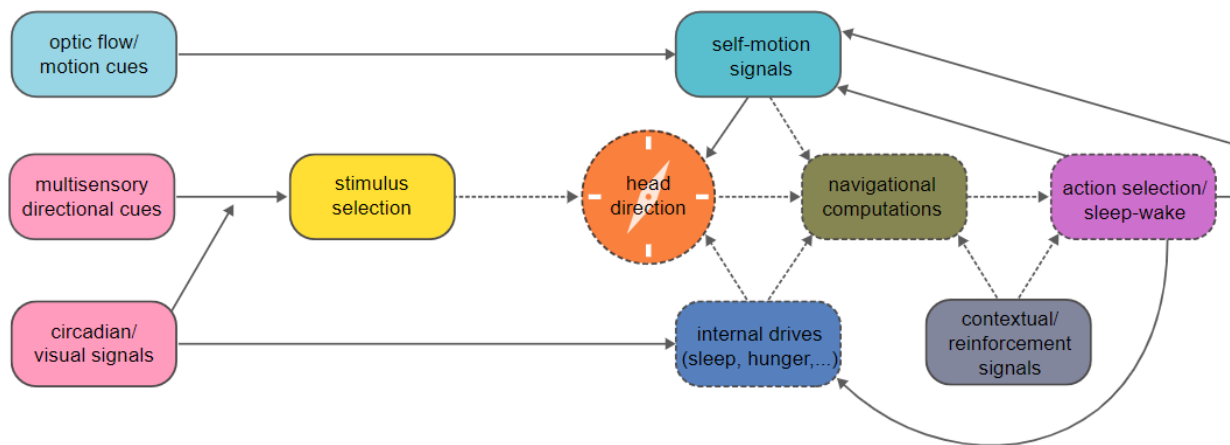 optic flow/
motion cues
self-motion
signals
multisensory
directional cues
stimulus
selection
head
direction
navigational
computations
action selection/
sleep-wake
circadian/
visual signals
internal drives
(sleep, hunger,...)
contextual/
reinforcement
signals